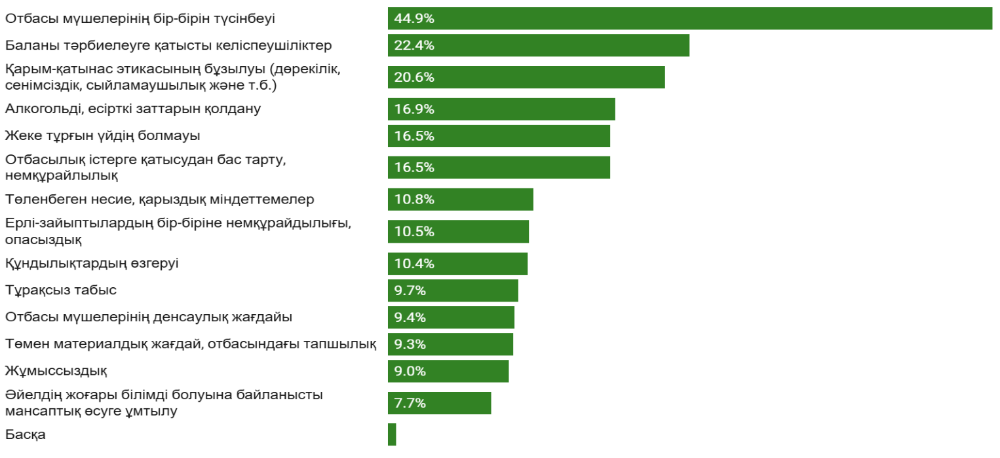 Отбасы мүшелерінің бір-бірін түсінбеуі 44.9%
Баланы тәрбиелеуге қатысты келіспеушіліктер 22.4%
Қарым-қатынас этикасының бұзылуы (дөрекілік,
сенімсіздік, сыйламаушылық және т.б.) 20.6%
Алкогольді, есірткі заттарын қолдану 16.9%
Жеке тұрғын үйдің болмауы 16.5%
Отбасылық істерге қатысудан бас тарту,
немқұрайлылық 16.5%
Төленбеген несие, қарыздық міндеттемелер 10.8%
Ерлі-зайыптылардың бір-біріне немқұрайдылығы,
опасыздық 10.5%
Құндылықтардың өзгеруі 10.4%
Тұрақсыз табыс 9.7%
Отбасы мүшелерінің денсаулық жағдайы 9.4%
Төмен материалдық жағдай, отбасындағы тапшылық 9.3%
Жұмыссыздық 9.0%
Әйелдің жоғары білімді болуына байланысты
мансаптық өсуге ұмтылу 7.7%
Басқа